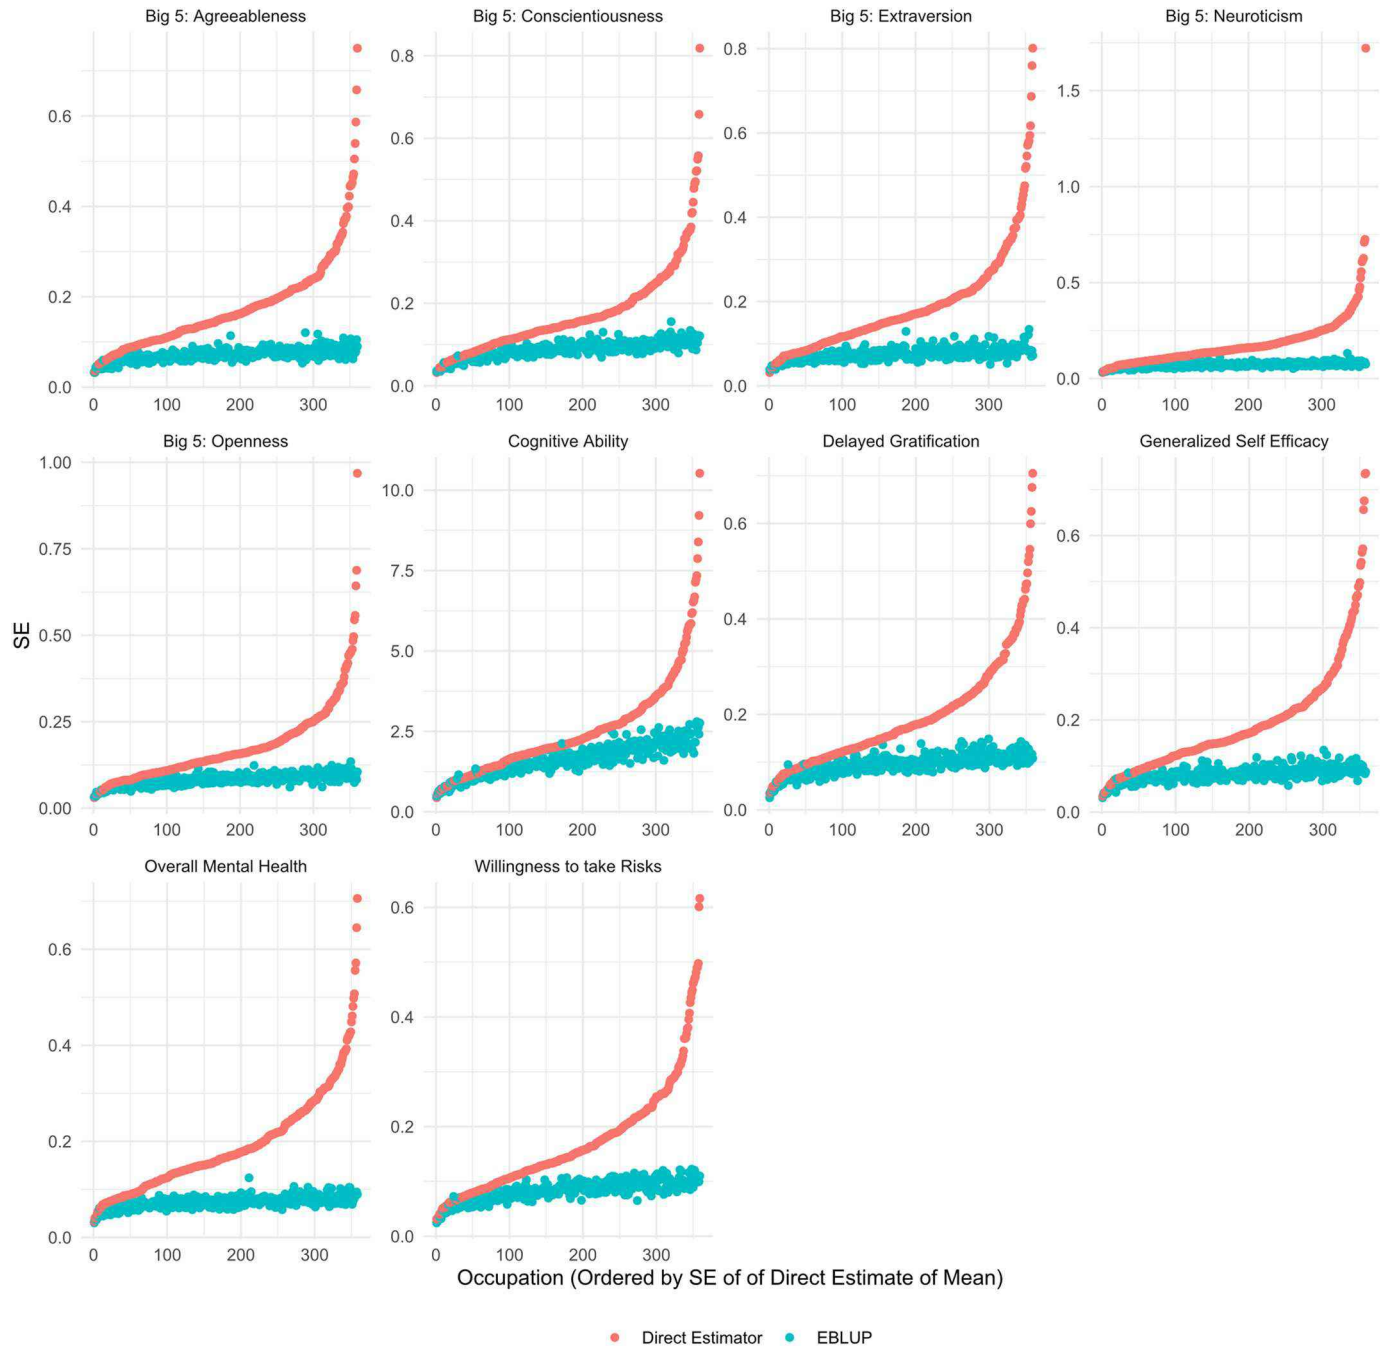 Big 5: Agreeableness Big 5: Conscientiousness Big 5: Extraversion Big 5: Neuroticism
0.6
0.4
0.2
0.0
0 100 200 300
0.8
0.6
0.4
0.2
0.0
0 100 200 300
0.8
0.6
0.4
0.2
0.0
0 100 200 300
1.5
1.0
0.5
0.0
0 100 200 300
Big 5: Openness Cognitive Ability Delayed Gratification Generalized Self Efficacy
SE
1.00
0.75
0.50
0.25
0.00
0 100 200 300
10.0
7.5
5.0
2.5
0.0
0 100 200 300
0.6
0.4
0.2
0.0
0 100 200 300
0.6
0.4
0.2
0.0
0 100 200 300
Overall Mental Health Willingness to take Risks
0.6
0.4
0.2
0.0
0 100 200 300
0.6
0.4
0.2
0.0
0 100 200 300
Occupation (Ordered by SE of of Direct Estimate of Mean)
Direct Estimator EBLUP